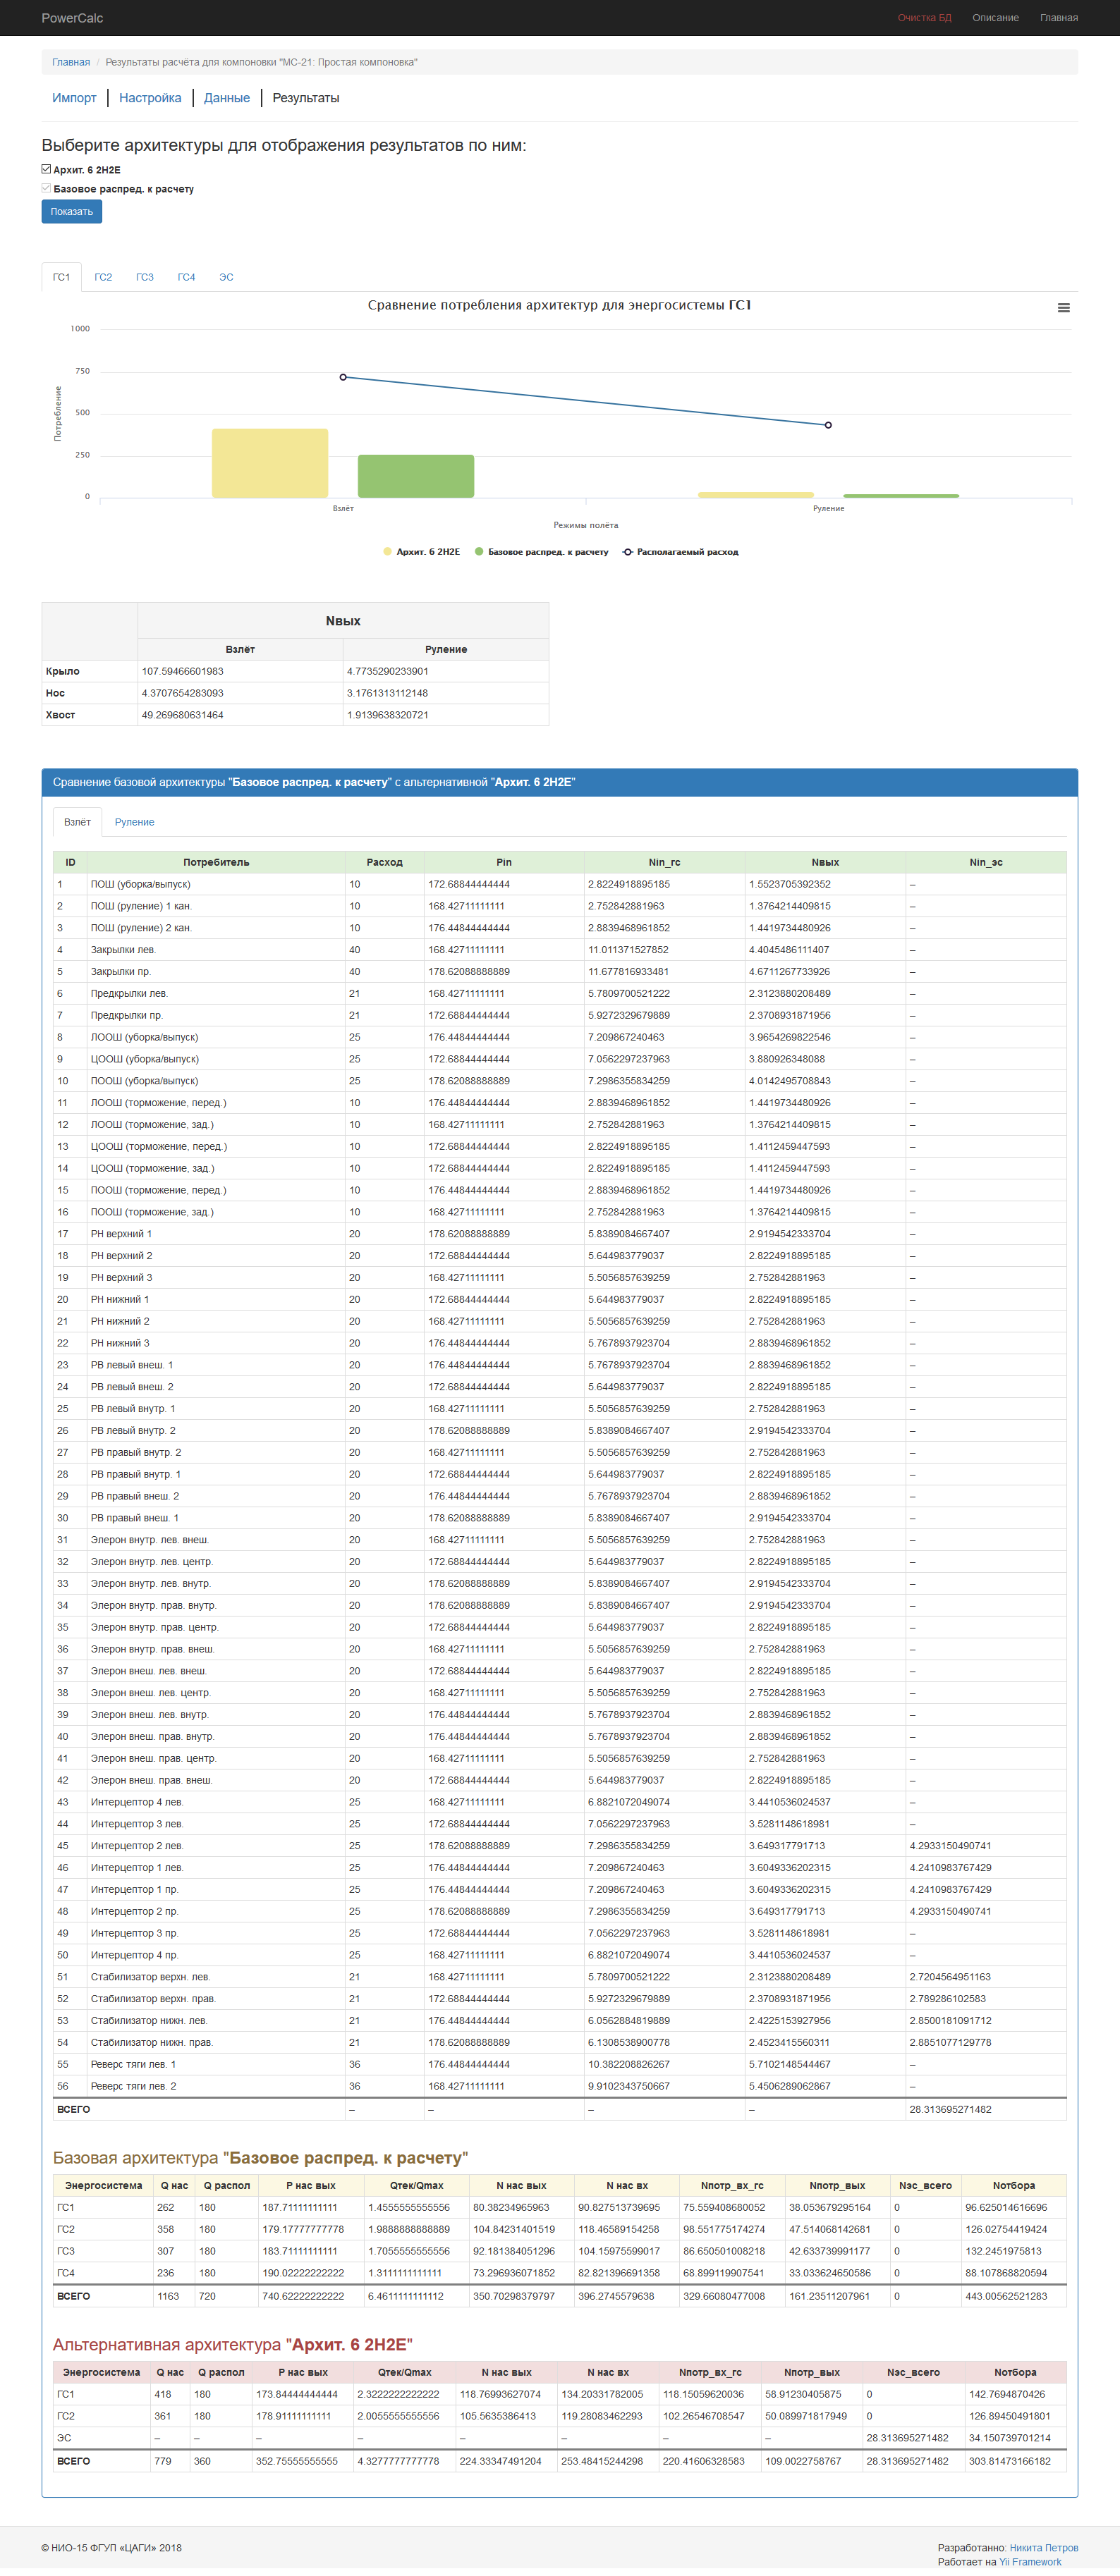 PowerCalc
Очистка БД Описание Главная
Главная / Результаты расчёта для компоновки "МС-21: Простая компоновка"
Импорт Настройка Данные Результаты
Выберите архитектуры для отображения результатов по ним:
Архит. 6 2H2E
Базовое распред. к расчету
Показать
ГС1 ГС2 ГС3 ГС4 ЭС
Сравнение потребления архитектур для энергосистемы ГС1
1000
750
500
250
0
Потребление
Взлёт Руление
Режимы полёта
Архит. 6 2H2E Базовое распред. к расчету Располагаемый расход
Nвых
Взлёт Руление
Крыло 107.59466601983 4.7735290233901
Нос 4.3707654283093 3.1761313112148
Хвост 49.269680631464 1.9139638320721
Сравнение базовой архитектуры "Базовое распред. к расчету" с альтернативной "Архит. 6 2H2E"
Взлёт Руление
ID Потребитель Расход Pin Nin_гс Nвых Nin_эс
1 ПОШ (уборка/выпуск) 10 172.68844444444 2.8224918895185 1.5523705392352 –
2 ПОШ (руление) 1 кан. 10 168.42711111111 2.752842881963 1.3764214409815 –
3 ПОШ (руление) 2 кан. 10 176.44844444444 2.8839468961852 1.4419734480926 –
4 Закрылки лев. 40 168.42711111111 11.011371527852 4.4045486111407 –
5 Закрылки пр. 40 178.62088888889 11.677816933481 4.6711267733926 –
6 Предкрылки лев. 21 168.42711111111 5.7809700521222 2.3123880208489 –
7 Предкрылки пр. 21 172.68844444444 5.9272329679889 2.3708931871956 –
8 ЛООШ (уборка/выпуск) 25 176.44844444444 7.209867240463 3.9654269822546 –
9 ЦООШ (уборка/выпуск) 25 172.68844444444 7.0562297237963 3.880926348088 –
10 ПООШ (уборка/выпуск) 25 178.62088888889 7.2986355834259 4.0142495708843 –
11 ЛООШ (торможение, перед.) 10 176.44844444444 2.8839468961852 1.4419734480926 –
12 ЛООШ (торможение, зад.) 10 168.42711111111 2.752842881963 1.3764214409815 –
13 ЦООШ (торможение, перед.) 10 172.68844444444 2.8224918895185 1.4112459447593 –
14 ЦООШ (торможение, зад.) 10 172.68844444444 2.8224918895185 1.4112459447593 –
15 ПООШ (торможение, перед.) 10 176.44844444444 2.8839468961852 1.4419734480926 –
16 ПООШ (торможение, зад.) 10 168.42711111111 2.752842881963 1.3764214409815 –
17 РН верхний 1 20 178.62088888889 5.8389084667407 2.9194542333704 –
18 РН верхний 2 20 172.68844444444 5.644983779037 2.8224918895185 –
19 РН верхний 3 20 168.42711111111 5.5056857639259 2.752842881963 –
20 РН нижний 1 20 172.68844444444 5.644983779037 2.8224918895185 –
21 РН нижний 2 20 168.42711111111 5.5056857639259 2.752842881963 –
22 РН нижний 3 20 176.44844444444 5.7678937923704 2.8839468961852 –
23 РВ левый внеш. 1 20 176.44844444444 5.7678937923704 2.8839468961852 –
24 РВ левый внеш. 2 20 172.68844444444 5.644983779037 2.8224918895185 –
25 РВ левый внутр. 1 20 168.42711111111 5.5056857639259 2.752842881963 –
26 РВ левый внутр. 2 20 178.62088888889 5.8389084667407 2.9194542333704 –
27 РВ правый внутр. 2 20 168.42711111111 5.5056857639259 2.752842881963 –
28 РВ правый внутр. 1 20 172.68844444444 5.644983779037 2.8224918895185 –
29 РВ правый внеш. 2 20 176.44844444444 5.7678937923704 2.8839468961852 –
30 РВ правый внеш. 1 20 178.62088888889 5.8389084667407 2.9194542333704 –
31 Элерон внутр. лев. внеш. 20 168.42711111111 5.5056857639259 2.752842881963 –
32 Элерон внутр. лев. центр. 20 172.68844444444 5.644983779037 2.8224918895185 –
33 Элерон внутр. лев. внутр. 20 178.62088888889 5.8389084667407 2.9194542333704 –
34 Элерон внутр. прав. внутр. 20 178.62088888889 5.8389084667407 2.9194542333704 –
35 Элерон внутр. прав. центр. 20 172.68844444444 5.644983779037 2.8224918895185 –
36 Элерон внутр. прав. внеш. 20 168.42711111111 5.5056857639259 2.752842881963 –
37 Элерон внеш. лев. внеш. 20 172.68844444444 5.644983779037 2.8224918895185 –
38 Элерон внеш. лев. центр. 20 168.42711111111 5.5056857639259 2.752842881963 –
39 Элерон внеш. лев. внутр. 20 176.44844444444 5.7678937923704 2.8839468961852 –
40 Элерон внеш. прав. внутр. 20 176.44844444444 5.7678937923704 2.8839468961852 –
41 Элерон внеш. прав. центр. 20 168.42711111111 5.5056857639259 2.752842881963 –
42 Элерон внеш. прав. внеш. 20 172.68844444444 5.644983779037 2.8224918895185 –
43 Интерцептор 4 лев. 25 168.42711111111 6.8821072049074 3.4410536024537 –
44 Интерцептор 3 лев. 25 172.68844444444 7.0562297237963 3.5281148618981 –
45 Интерцептор 2 лев. 25 178.62088888889 7.2986355834259 3.649317791713 4.2933150490741
46 Интерцептор 1 лев. 25 176.44844444444 7.209867240463 3.6049336202315 4.2410983767429
47 Интерцептор 1 пр. 25 176.44844444444 7.209867240463 3.6049336202315 4.2410983767429
48 Интерцептор 2 пр. 25 178.62088888889 7.2986355834259 3.649317791713 4.2933150490741
49 Интерцептор 3 пр. 25 172.68844444444 7.0562297237963 3.5281148618981 –
50 Интерцептор 4 пр. 25 168.42711111111 6.8821072049074 3.4410536024537 –
51 Стабилизатор верхн. лев. 21 168.42711111111 5.7809700521222 2.3123880208489 2.7204564951163
52 Стабилизатор верхн. прав. 21 172.68844444444 5.9272329679889 2.3708931871956 2.789286102583
53 Стабилизатор нижн. лев. 21 176.44844444444 6.0562884819889 2.4225153927956 2.8500181091712
54 Стабилизатор нижн. прав. 21 178.62088888889 6.1308538900778 2.4523415560311 2.8851077129778
55 Реверс тяги лев. 1 36 176.44844444444 10.382208826267 5.7102148544467 –
56 Реверс тяги лев. 2 36 168.42711111111 9.9102343750667 5.4506289062867 –
ВСЕГО – – – – 28.313695271482
Базовая архитектура "Базовое распред. к расчету"
Энергосистема Q нас Q распол P нас вых Qтек/Qmax N нас вых N нас вх Nпотр_вх_гс Nпотр_вых Nэс_всего Nотбора
ГС1 262 180 187.71111111111 1.4555555555556 80.38234965963 90.827513739695 75.559408680052 38.053679295164 0 96.625014616696
ГС2 358 180 179.17777777778 1.9888888888889 104.84231401519 118.46589154258 98.551775174274 47.514068142681 0 126.02754419424
ГС3 307 180 183.71111111111 1.7055555555556 92.181384051296 104.15975599017 86.650501008218 42.633739991177 0 132.2451975813
ГС4 236 180 190.02222222222 1.3111111111111 73.296936071852 82.821396691358 68.899119907541 33.033624650586 0 88.107868820594
ВСЕГО 1163 720 740.62222222222 6.4611111111112 350.70298379797 396.2745579638 329.66080477008 161.23511207961 0 443.00562521283
Альтернативная архитектура "Архит. 6 2H2E"
Энергосистема Q нас Q распол P нас вых Qтек/Qmax N нас вых N нас вх Nпотр_вх_гс Nпотр_вых Nэс_всего Nотбора
ГС1 418 180 173.84444444444 2.3222222222222 118.76993627074 134.20331782005 118.15059620036 58.91230405875 0 142.7694870426
ГС2 361 180 178.91111111111 2.0055555555556 105.5635386413 119.28083462293 102.26546708547 50.089971817949 0 126.89450491801
ЭС – – – – – – – – 28.313695271482 34.150739701214
ВСЕГО 779 360 352.75555555555 4.3277777777778 224.33347491204 253.48415244298 220.41606328583 109.0022758767 28.313695271482 303.81473166182
© НИО-15 ФГУП «ЦАГИ» 2018
Разработанно: Никита Петров
Работает на Yii Framework